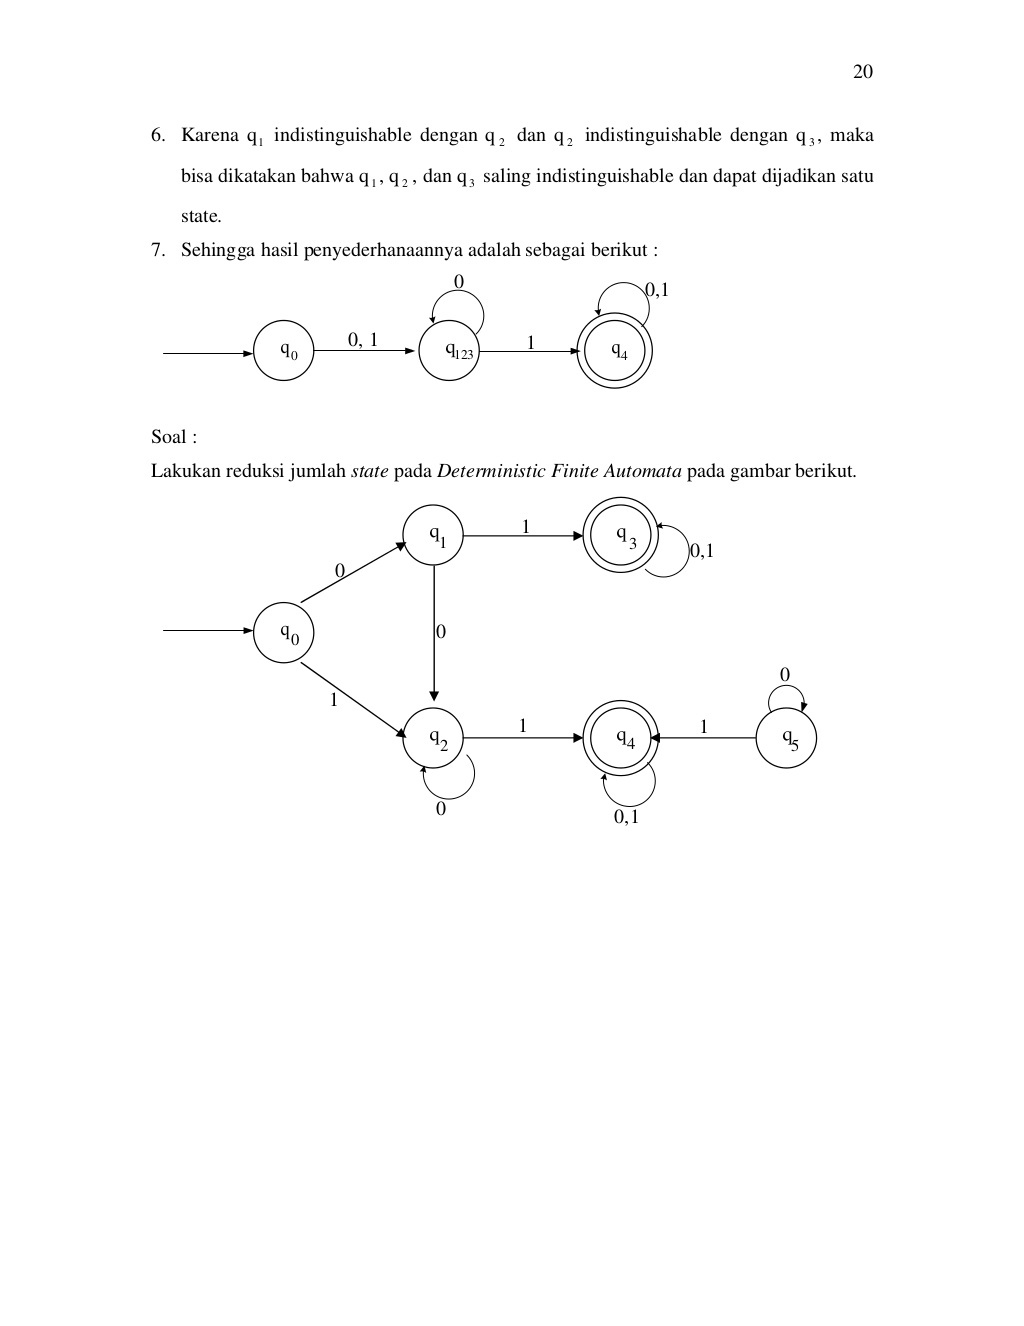 20
6. Karena q1 indistinguishable dengan q2 dan q2 indistinguishable dengan q3, maka
bisa dikatakan bahwa q1, q2, dan q3 saling indistinguishable dan dapat dijadikan satu
state.
7. Sehingga hasil penyederhanaannya adalah sebagai berikut :
0
0,1
q0
0, 1
q123
1
q4
Soal :
Lakukan reduksi jumlah state pada Deterministic Finite Automata pada gambar berikut.
q1
1
q3
0,1
0
q0
0
1
0
q2
1
q4
1
q5
0
0,1